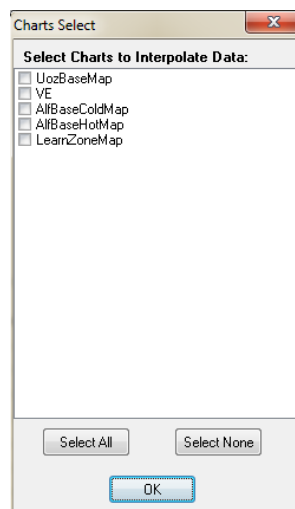 Charts Select
Select Charts to Interpolate Data:
UozBaseMap
VE
AlfBaseColdMap
AlfBaseHotMap
LearnZoneMap
Select All
Select None
OK